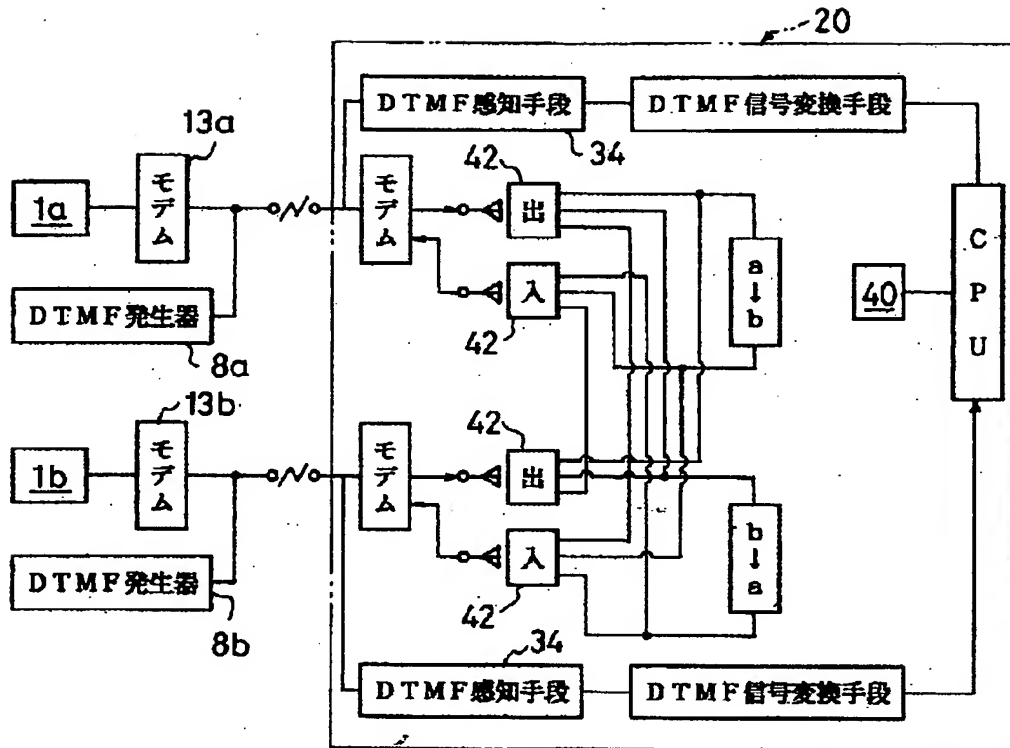 20
DTMF感知手段
DTMF信号変換手段
34
13a
モデム
1a
DTMF発生器
8a
モデム
42
出
入
42
a↓b
40
CPU
13b
モデム
1b
DTMF発生器
8b
モデム
42
出
入
42
b↓a
34
DTMF感知手段
DTMF信号変換手段